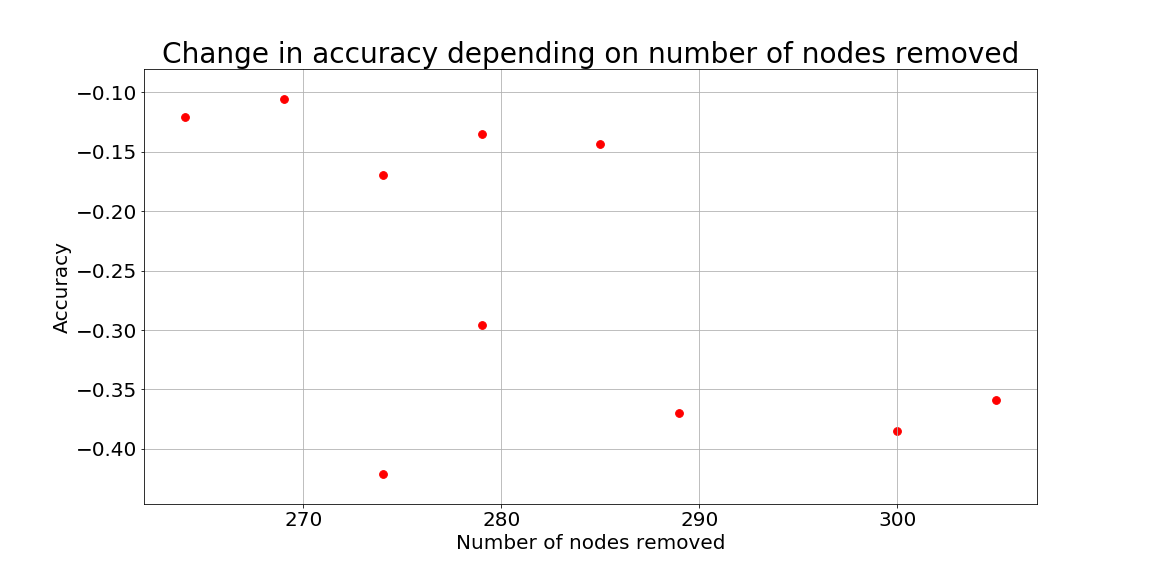 Change in accuracy depending on number of nodes removed
−0.10
−0.15
−0.20
−0.25
−0.30
−0.35
−0.40
Accuracy
270 280 290 300
Number of nodes removed